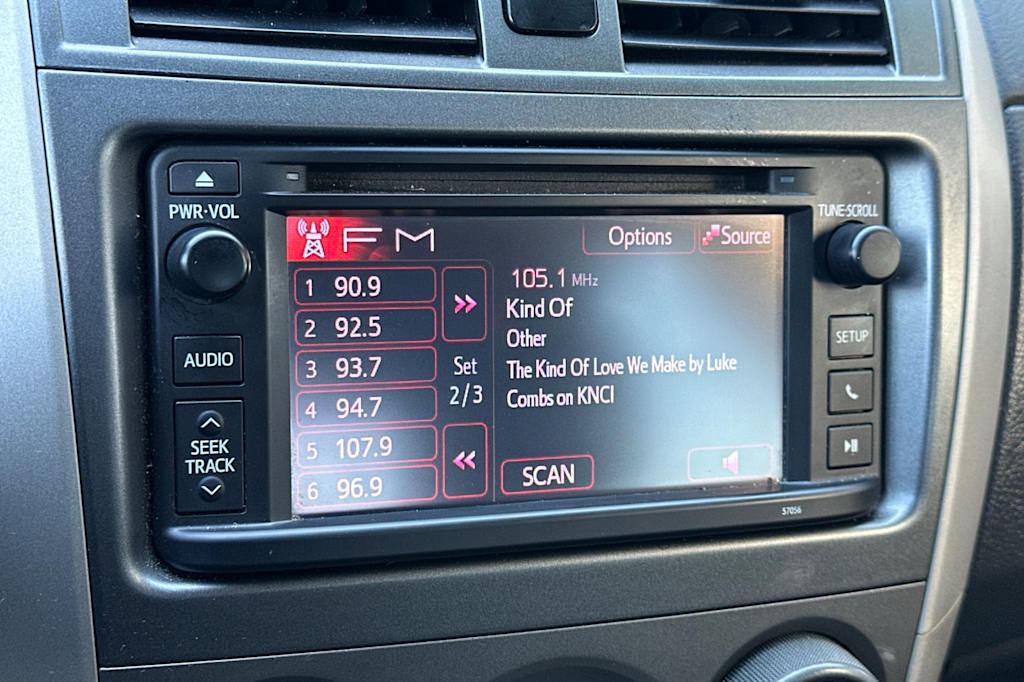 PWR•VOL
AUDIO
SEEK
TRACK
FM
Options
Source
1 90.9
2 92.5
3 93.7
4 94.7
5 107.9
6 96.9
Set
2/3
105.1 MHz
Kind Of
Other
The Kind Of Love We Make by Luke
Combs on KNCI
SCAN
TUNE•SCROLL
SETUP
57056